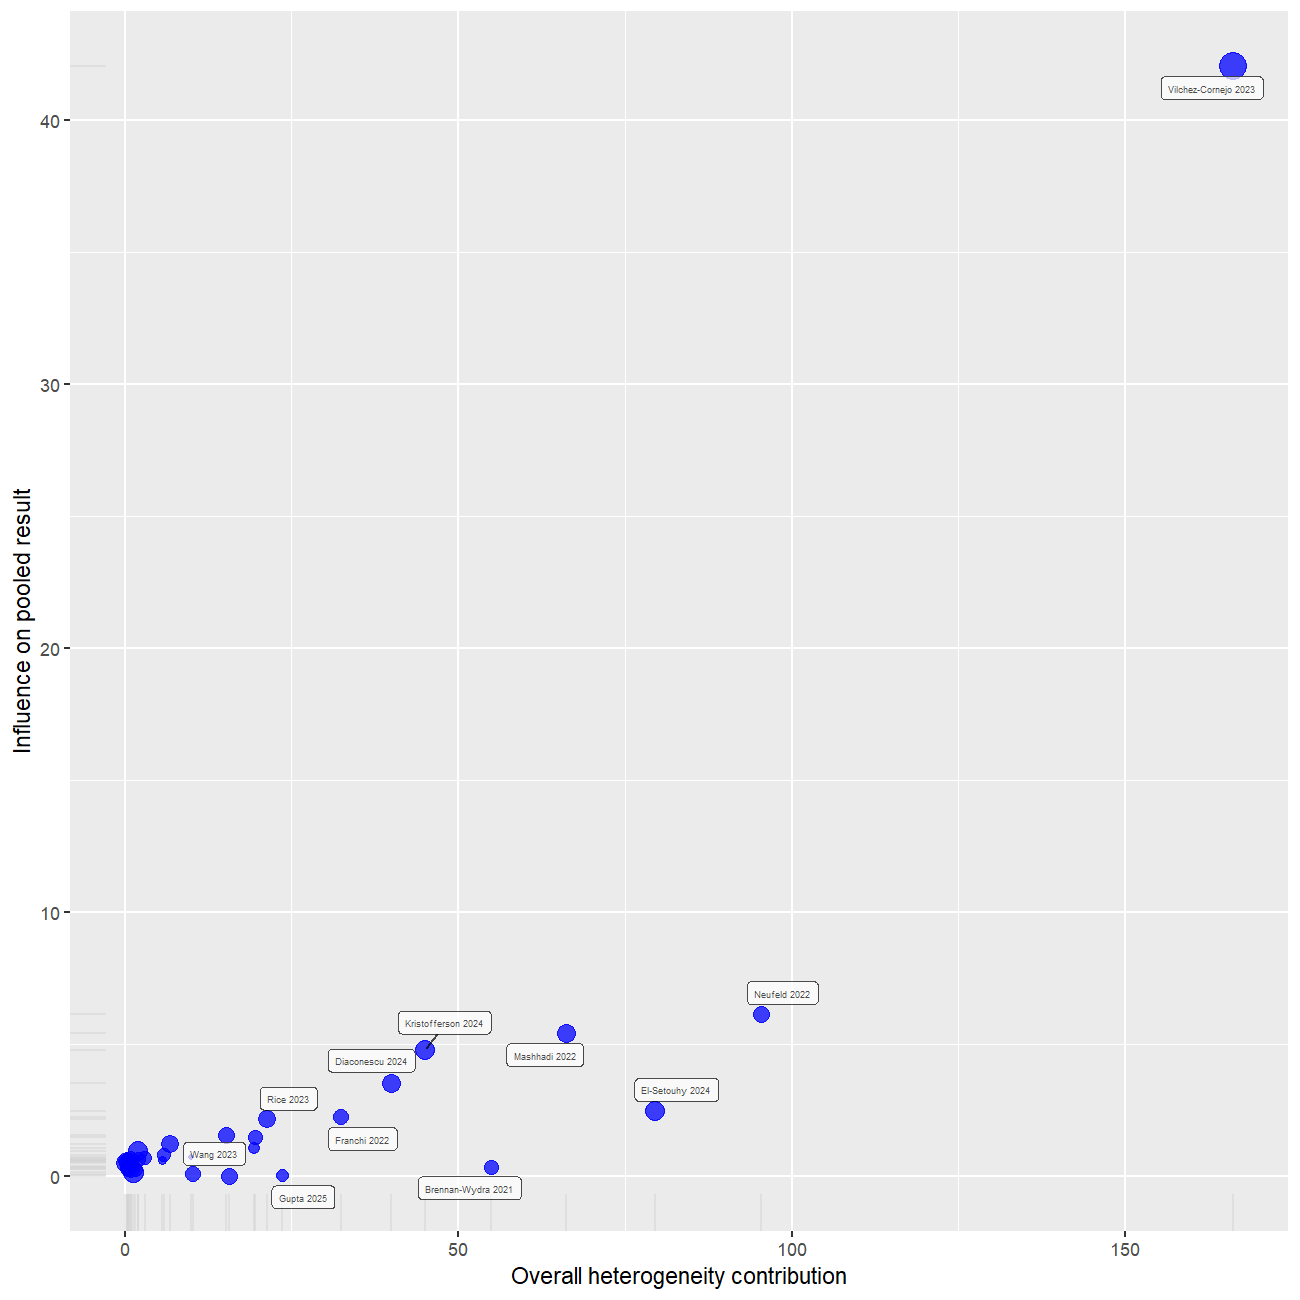 40
30
20
10
0
Influence on pooled result
Vilchez-Cornejo 2023
Neufeld 2022
Kristofferson 2024
Mashhadi 2022
Diaconescu 2024
El-Setouhy 2024
Rice 2023
Franchi 2022
Wang 2023
Brennan-Wydra 2021
Gupta 2025
0
50
100
150
Overall heterogeneity contribution